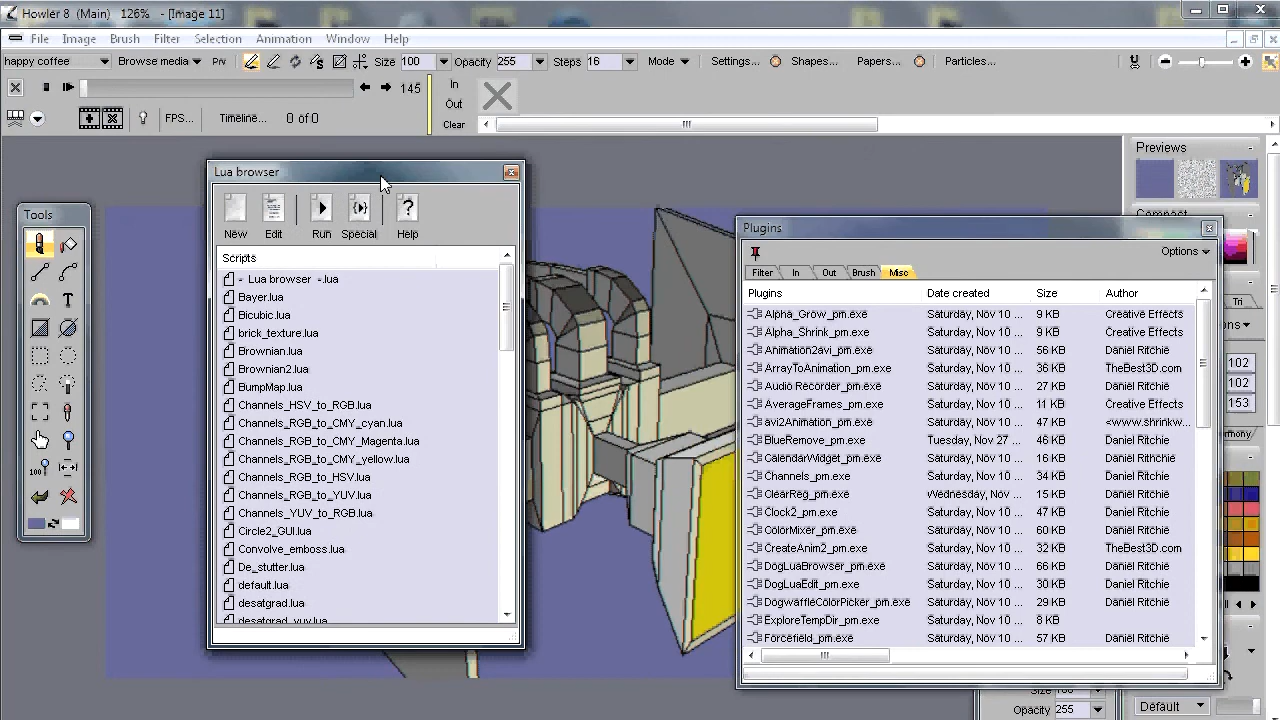 Howler 8 (Main) 126% - [Image 11]
File Image Brush Filter Selection Animation Window Help
happy coffee Browse media PW Size 100 Opacity 255 Step: 16 Mode Settings... Shapes... Papers... Particles...
145 In
Out
FPS... Timeline... 0 of 0 Clear
Previews
Tools
Lua browser
New Edit Run Special Help
Scripts
- Lua browser -.lua
Bayer.lua
Bicubic.lua
brick_texture.lua
Brownian.lua
Brownian2.lua
BumpMap.lua
Channels_HSV_to_RGB.lua
Channels_RGB_to_CMY_cyan.lua
Channels_RGB_to_CMY_Magenta.lua
Channels_RGB_to_CMY_yellow.lua
Channels_RGB_to_HSV.lua
Channels_RGB_to_YUV.lua
Channels_YUV_to_RGB.lua
Circle2_GUI.lua
Convolve_emboss.lua
De_stutter.lua
default.lua
desatgrad.lua
desatgrad_yuv.lua
100
Plugins
Options
Filter In Out Brush Misc
Plugins Date created Size Author
Alpha_Grow_pm.exe Saturday, Nov 10 ... 9 KB Creative Effects
Alpha_Shrink_pm.exe Saturday, Nov 10 ... 9 KB Creative Effects
Animation2avi_pm.exe Saturday, Nov 10 ... 56 KB Daniel Ritchie
ArrayToAnimation_pm.exe Saturday, Nov 10 ... 36 KB TheBest3D.com
Audio Recorder_pm.exe Saturday, Nov 10 ... 27 KB Daniel Ritchie
AverageFrames_pm.exe Saturday, Nov 10 ... 11 KB Creative Effects
avi2Animation_pm.exe Saturday, Nov 10 ... 47 KB <www.shrinkw...
BlueRemove_pm.exe Tuesday, Nov 27 ... 46 KB Daniel Ritchie
CalendarWidget_pm.exe Saturday, Nov 10 ... 16 KB Daniel Rithchie
Channels_pm.exe Saturday, Nov 10 ... 34 KB Daniel Ritchie
ClearReg_pm.exe Wednesday, Nov ... 15 KB Daniel Ritchie
Clock2_pm.exe Saturday, Nov 10 ... 47 KB Daniel Ritchie
ColorMixer_pm.exe Saturday, Nov 10 ... 60 KB Daniel Ritchie
CreateAnim2_pm.exe Saturday, Nov 10 ... 32 KB TheBest3D.com
DogLuaBrowser_pm.exe Saturday, Nov 10 ... 66 KB Daniel Ritchie
DogLuaEdit_pm.exe Saturday, Nov 10 ... 30 KB Daniel Ritchie
DogwaffleColorPicker_pm.exe Saturday, Nov 10 ... 29 KB Daniel Ritchie
ExploreTempDir_pm.exe Saturday, Nov 10 ... 8 KB
Forcefield_pm.exe Saturday, Nov 10 ... 57 KB Daniel Ritchie
Tri
102
102
153
Opacity 255
Default